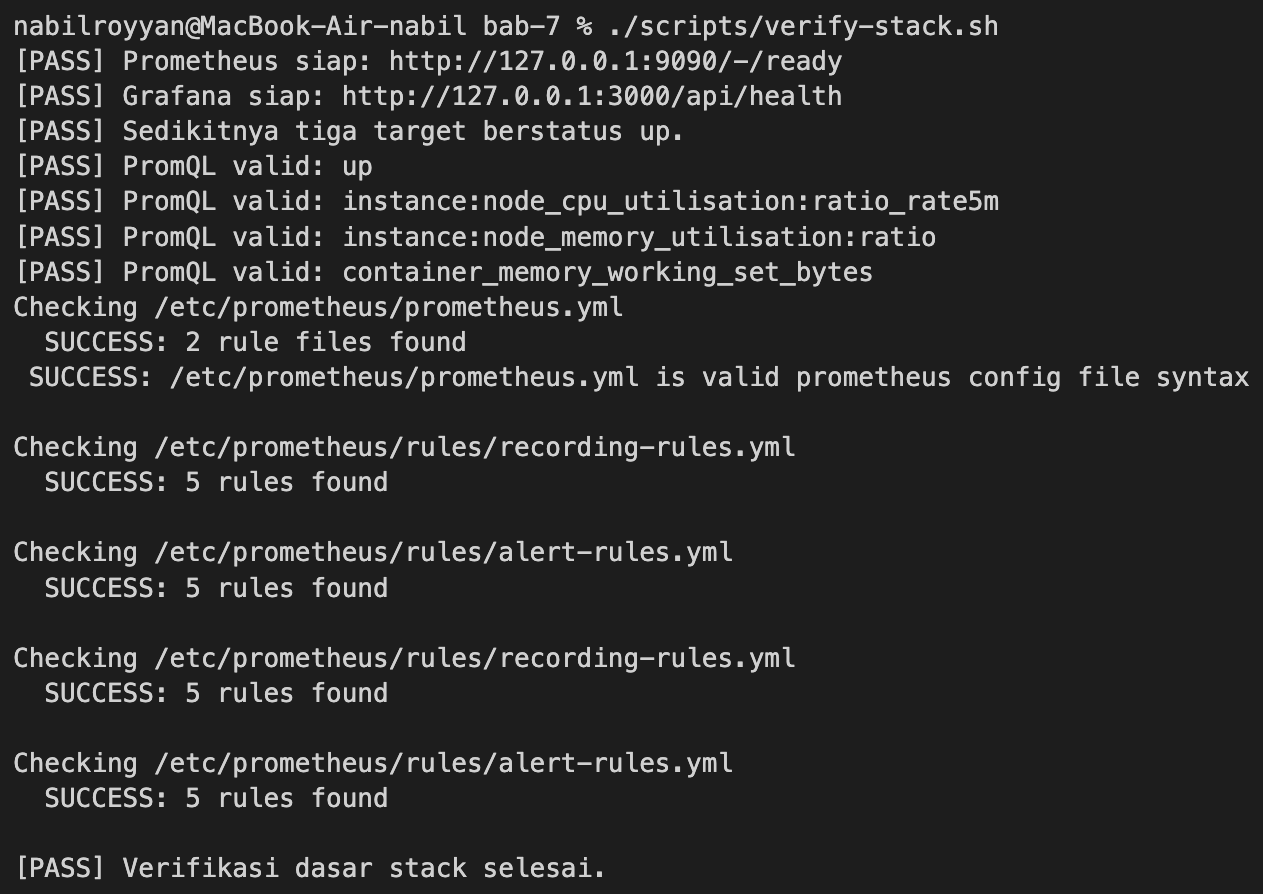 nabilroyyan@MacBook-Air-nabil bab-7 % ./scripts/verify-stack.sh
[PASS] Prometheus siap: http://127.0.0.1:9090/-/ready
[PASS] Grafana siap: http://127.0.0.1:3000/api/health
[PASS] Sedikitnya tiga target berstatus up.
[PASS] PromQL valid: up
[PASS] PromQL valid: instance:node_cpu_utilisation:ratio_rate5m
[PASS] PromQL valid: instance:node_memory_utilisation:ratio
[PASS] PromQL valid: container_memory_working_set_bytes
Checking /etc/prometheus/prometheus.yml
  SUCCESS: 2 rule files found
 SUCCESS: /etc/prometheus/prometheus.yml is valid prometheus config file syntax

Checking /etc/prometheus/rules/recording-rules.yml
  SUCCESS: 5 rules found

Checking /etc/prometheus/rules/alert-rules.yml
  SUCCESS: 5 rules found

Checking /etc/prometheus/rules/recording-rules.yml
  SUCCESS: 5 rules found

Checking /etc/prometheus/rules/alert-rules.yml
  SUCCESS: 5 rules found

[PASS] Verifikasi dasar stack selesai.